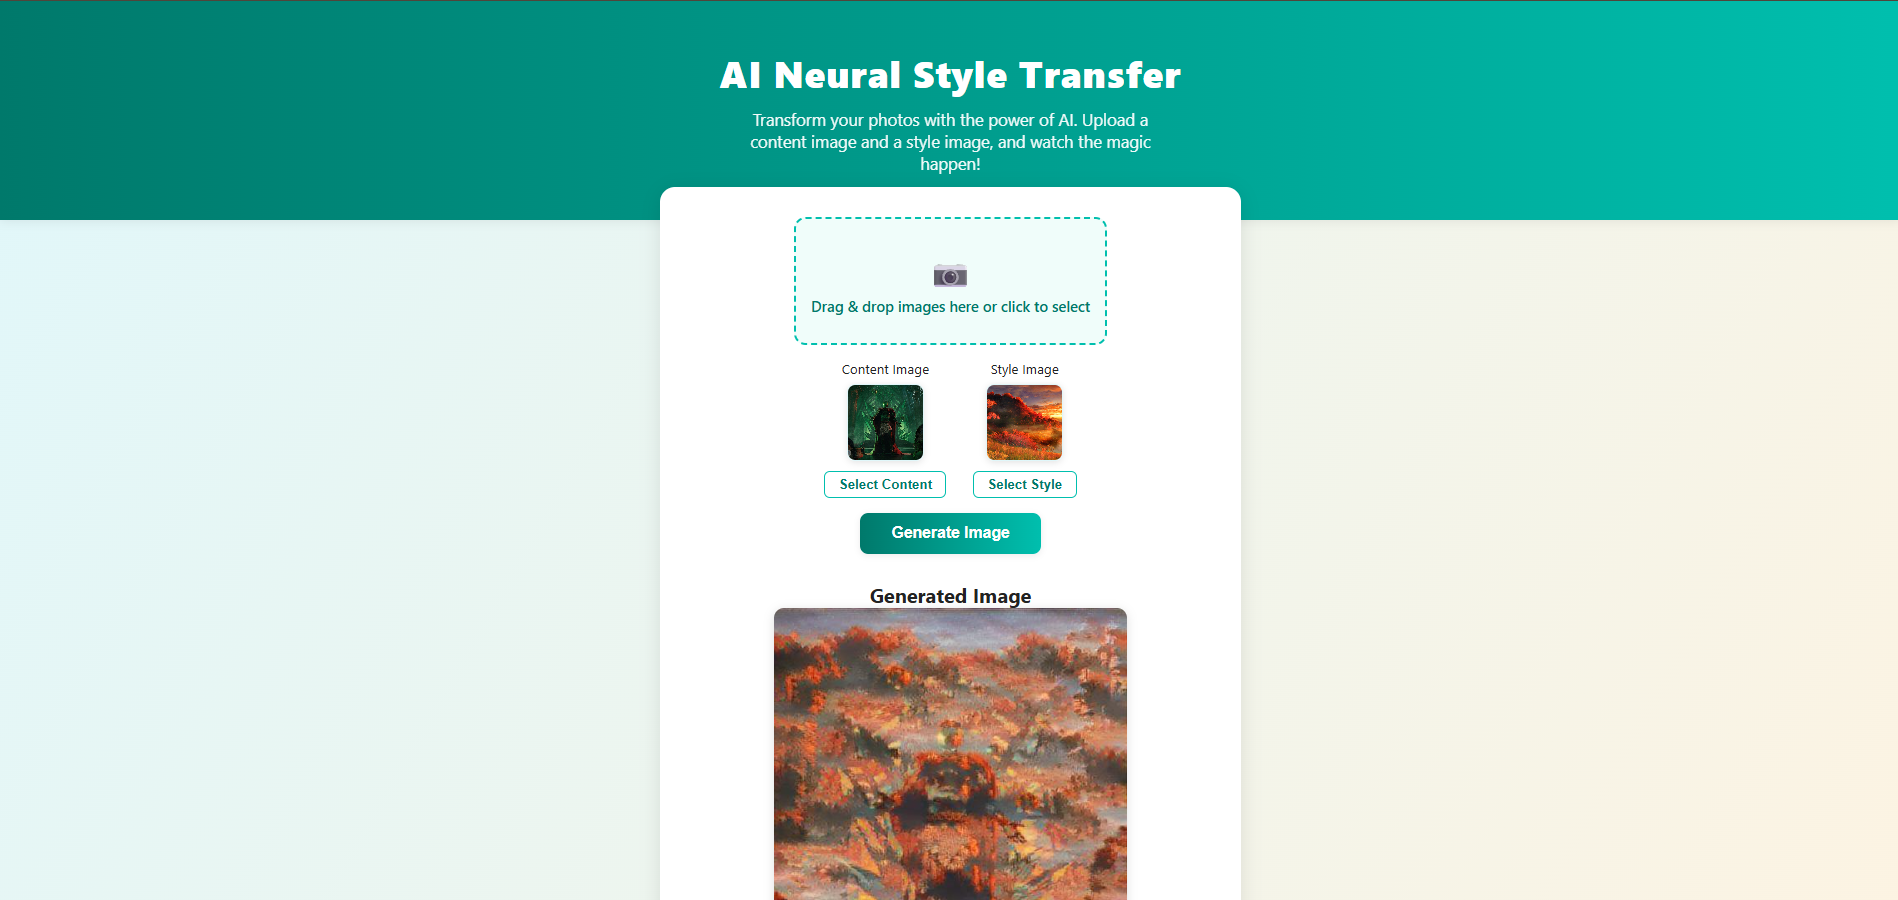 AI Neural Style Transfer
Transform your photos with the power of AI. Upload a
content image and a style image, and watch the magic
happen!
Drag & drop images here or click to select
Content Image
Style Image
Select Content
Select Style
Generate Image
Generated Image